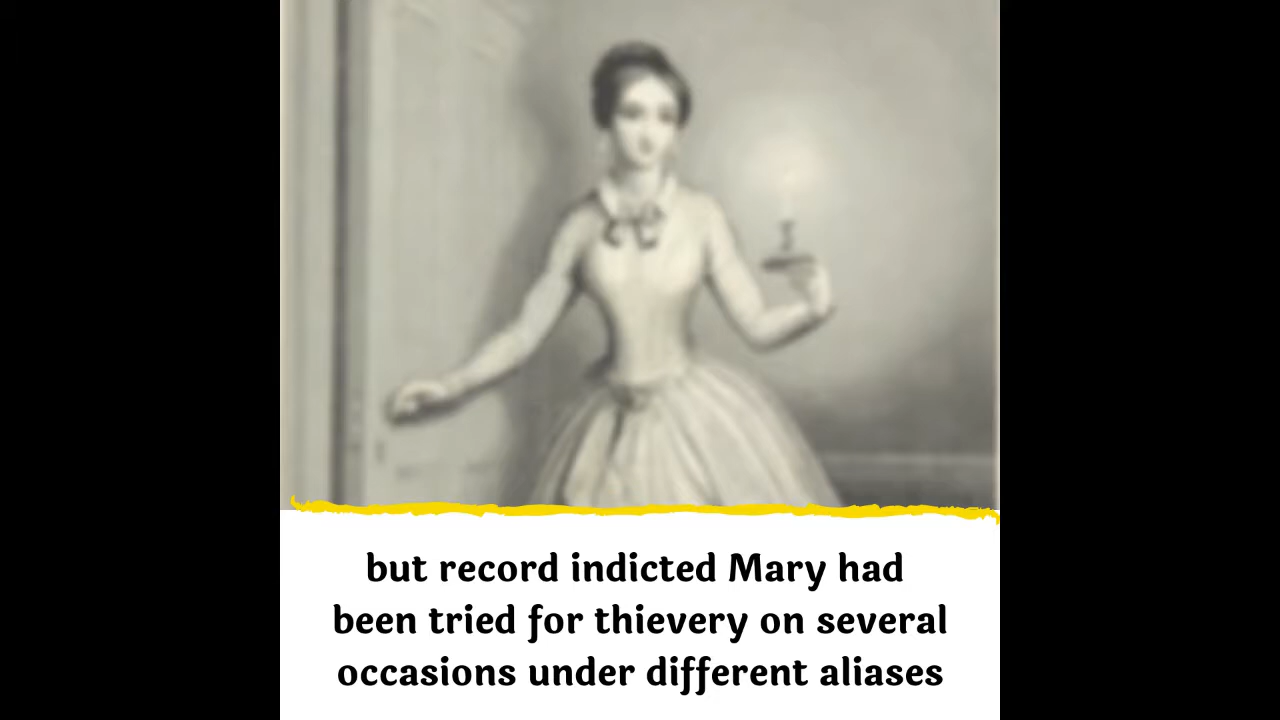 but record indicted Mary had
been tried for thievery on several
occasions under different aliases